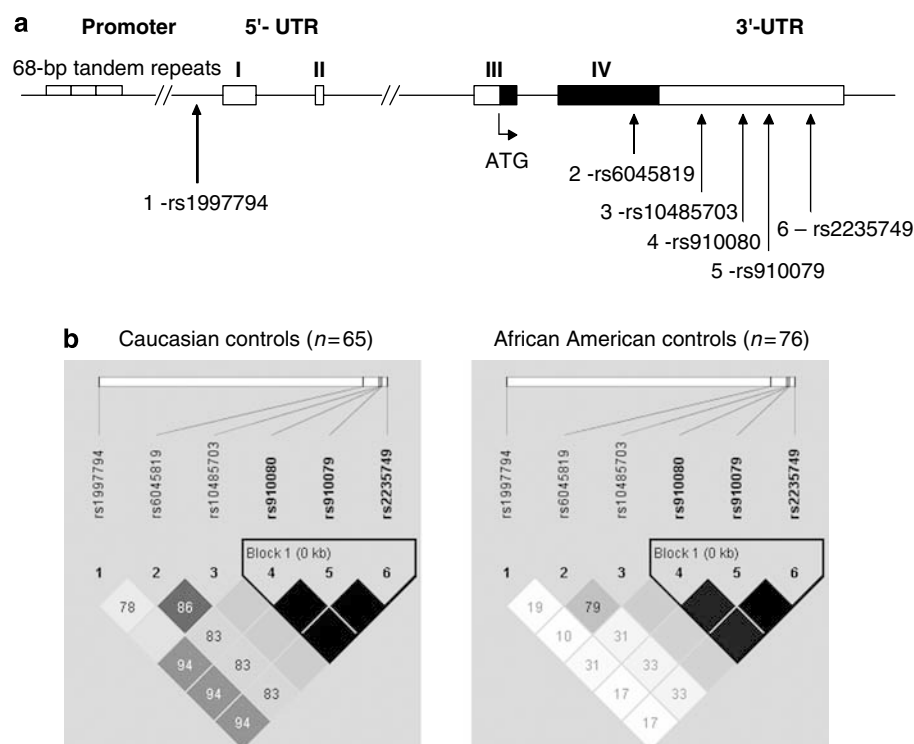 a
Promoter 5'- UTR 3'-UTR
68-bp tandem repeats I II III IV
ATG
1 -rs1997794
2 -rs6045819
3 -rs10485703
4 -rs910080
5 -rs910079
6 – rs2235749
b
Caucasian controls (n=65)
rs1997794 rs6045819 rs10485703 rs910080 rs910079 rs2235749
Block 1 (0 kb)
1 2 3 4 5 6
78 86
83
94 83
94 83
94
African American controls (n=76)
rs1997794 rs6045819 rs10485703 rs910080 rs910079 rs2235749
Block 1 (0 kb)
1 2 3 4 5 6
19 79
10 31
31 33
17 33
17